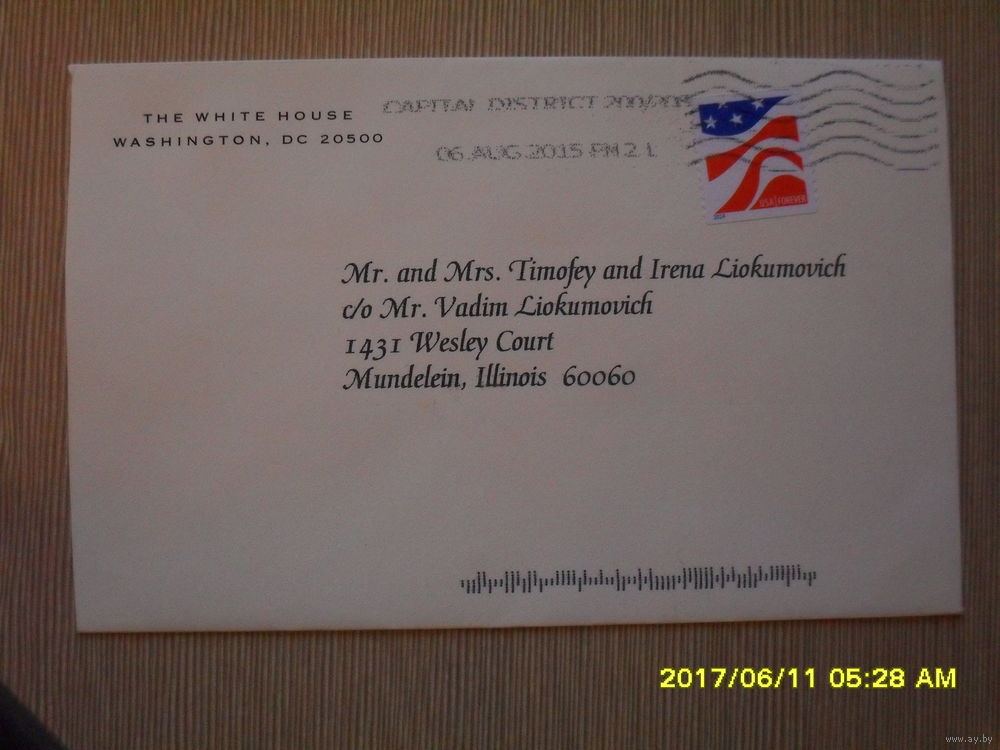 THE WHITE HOUSE
WASHINGTON, DC 20500
CAPITAL DISTRICT 200/205
06 AUG 2015 PM 2 L
USA FOREVER
2014
Mr. and Mrs. Timofey and Irena Liokumovich
c/o Mr. Vadim Liokumovich
1431 Wesley Court
Mundelein, Illinois 60060
2017/06/11 05:28 AM
www.ay.by